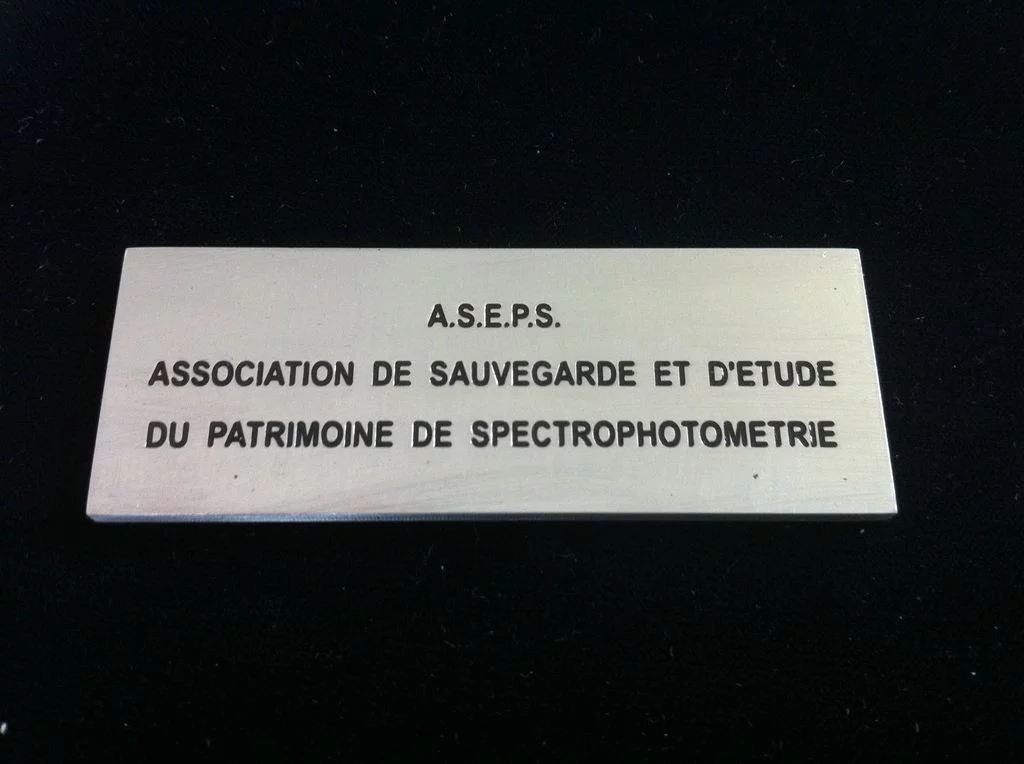 A.S.E.P.S.
ASSOCIATION DE SAUVEGARDE ET D'ETUDE
DU PATRIMOINE DE SPECTROPHOTOMETRIE